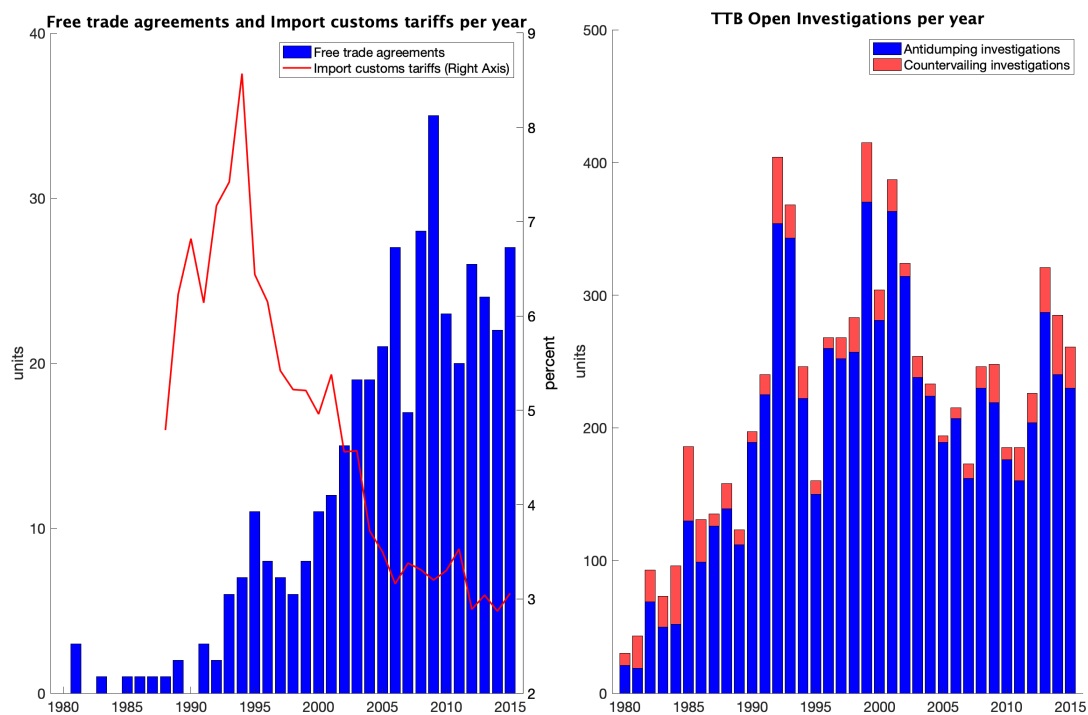 Free trade agreements and Import customs tariffs per year
40
30
20
10
0
units
9
8
7
6
5
4
3
2
percent
Free trade agreements
Import customs tariffs (Right Axis)
1980 1985 1990 1995 2000 2005 2010 2015
TTB Open Investigations per year
500
400
300
200
100
0
units
Antidumping investigations
Countervailing investigations
1980 1985 1990 1995 2000 2005 2010 2015